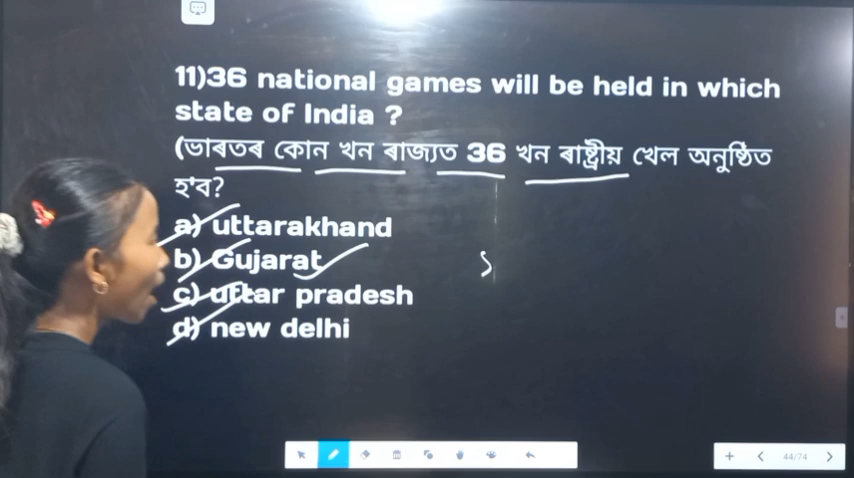 11)36 national games will be held in which
state of India ?
(ভাৰতৰ কোন খন ৰাজ্যত 36 খন ৰাষ্ট্ৰীয় খেল অনুষ্ঠিত
হ'ব?
a) uttarakhand
b) Gujarat
c) uttar pradesh
d) new delhi
44/74